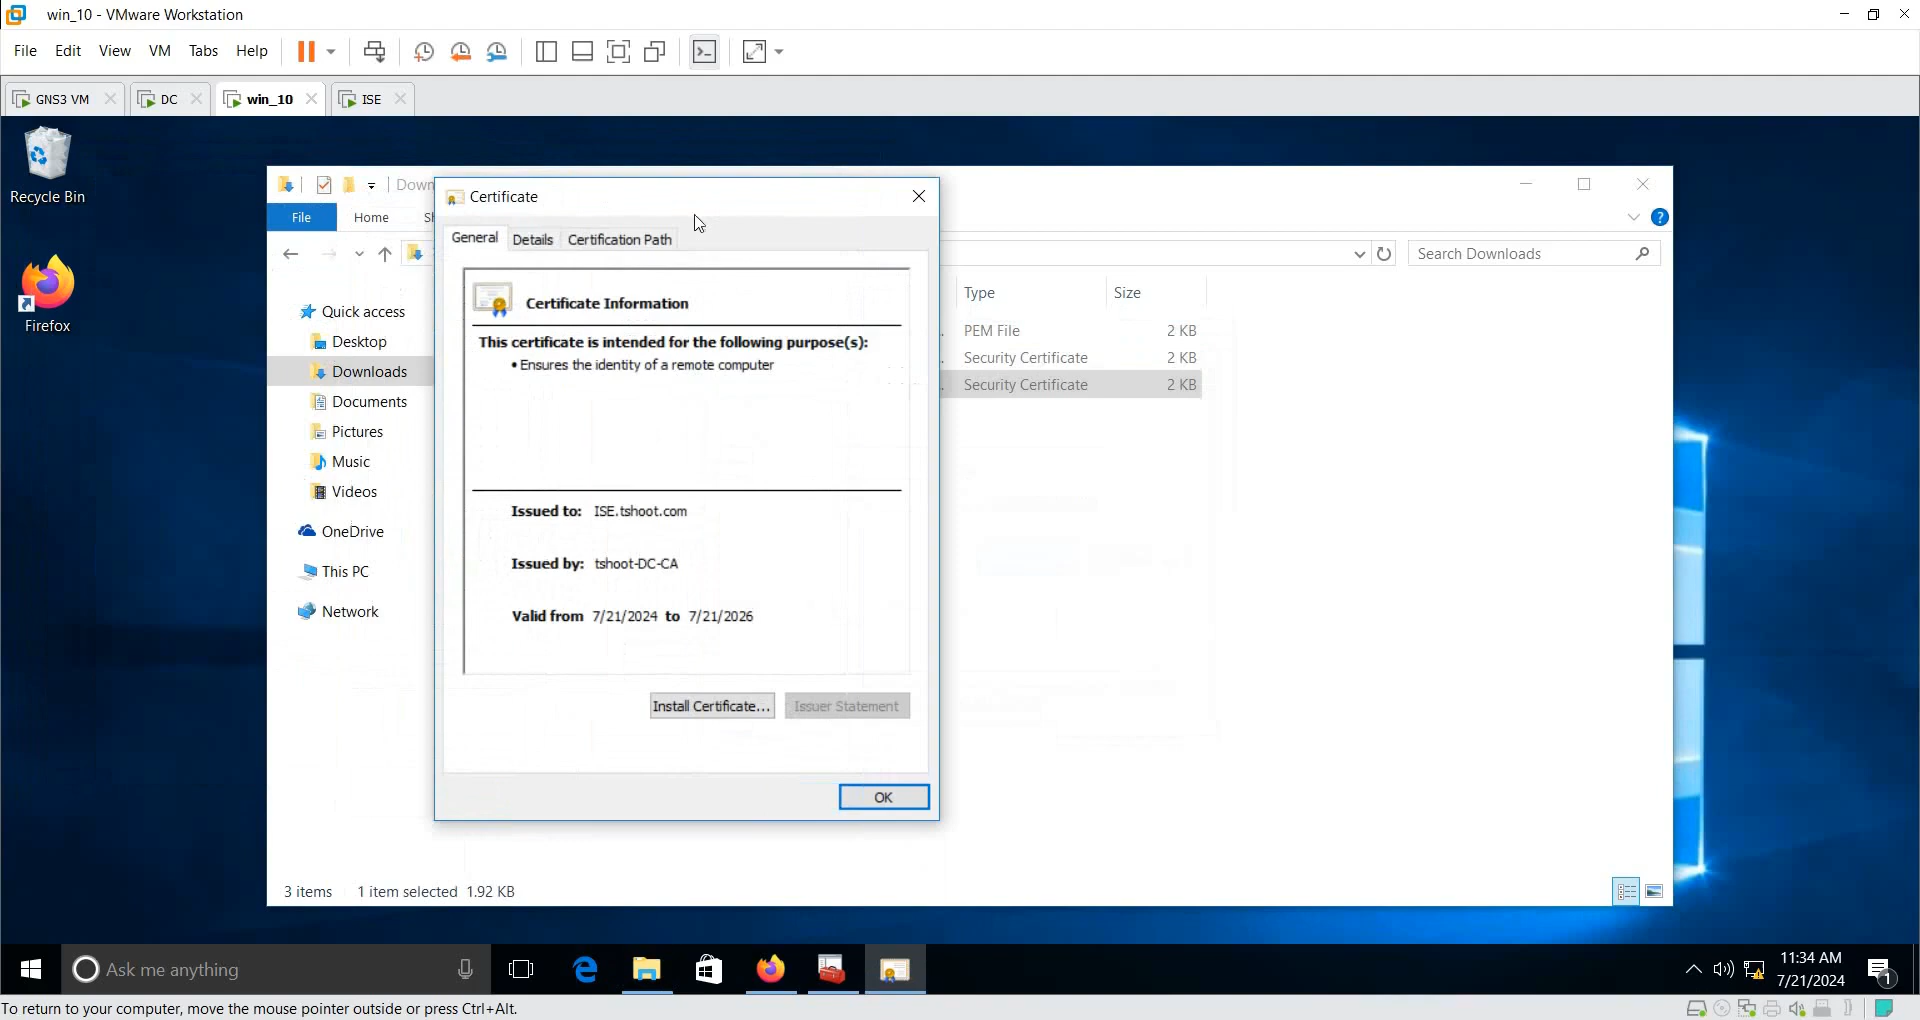 win_10 - VMware Workstation
File Edit View VM Tabs Help
GNS3 VM DC win_10 ISE
Recycle Bin
Firefox
Down
File Home Sh
Search Downloads
Quick access
Desktop
Downloads
Documents
Pictures
Music
Videos
OneDrive
This PC
Network
Type Size
PEM File 2 KB
Security Certificate 2 KB
Security Certificate 2 KB
Certificate
General Details Certification Path
Certificate Information
This certificate is intended for the following purpose(s):
• Ensures the identity of a remote computer
Issued to: ISE.tshoot.com
Issued by: tshoot-DC-CA
Valid from 7/21/2024 to 7/21/2026
Install Certificate... Issuer Statement
OK
3 items 1 item selected 1.92 KB
Ask me anything
11:34 AM
7/21/2024
1
To return to your computer, move the mouse pointer outside or press Ctrl+Alt.